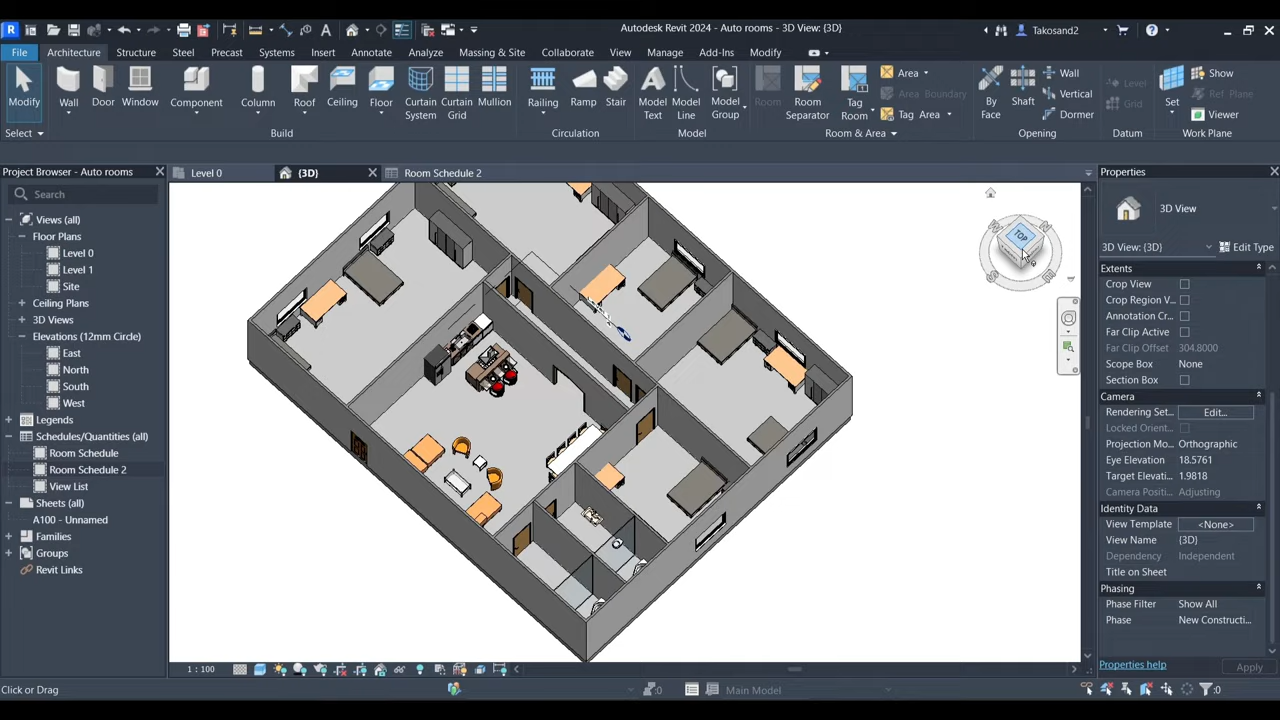 Autodesk Revit 2024 - Auto rooms - 3D View: {3D}
Takosand2
File Architecture Structure Steel Precast Systems Insert Annotate Analyze Massing & Site Collaborate View Manage Add-Ins Modify
Modify Wall Door Window Component Column Roof Ceiling Floor Curtain System Curtain Grid Mullion Railing Ramp Stair Model Text Model Line Model Group Room Room Separator Tag Room
Area
Area Boundary
Tag Area
By Face Shaft
Wall
Vertical
Dormer
Level
Grid
Set
Show
Ref Plane
Viewer
Select Build Circulation Model Room & Area Opening Datum Work Plane
Project Browser - Auto rooms
Search
Views (all)
Floor Plans
Level 0
Level 1
Site
Ceiling Plans
3D Views
Elevations (12mm Circle)
East
North
South
West
Legends
Schedules/Quantities (all)
Room Schedule
Room Schedule 2
View List
Sheets (all)
A100 - Unnamed
Families
Groups
Revit Links
Level 0
{3D}
Room Schedule 2
TOP
Properties
3D View
3D View: {3D} Edit Type
Extents
Crop View
Crop Region V...
Annotation Cr...
Far Clip Active
Far Clip Offset 304.8000
Scope Box None
Section Box
Camera
Rendering Set... Edit...
Locked Orient...
Projection Mo... Orthographic
Eye Elevation 18.5761
Target Elevati... 1.9818
Camera Positi... Adjusting
Identity Data
View Template <None>
View Name {3D}
Dependency Independent
Title on Sheet
Phasing
Phase Filter Show All
Phase New Constructi...
Properties help Apply
1 : 100
Click or Drag
:0
Main Model
:0